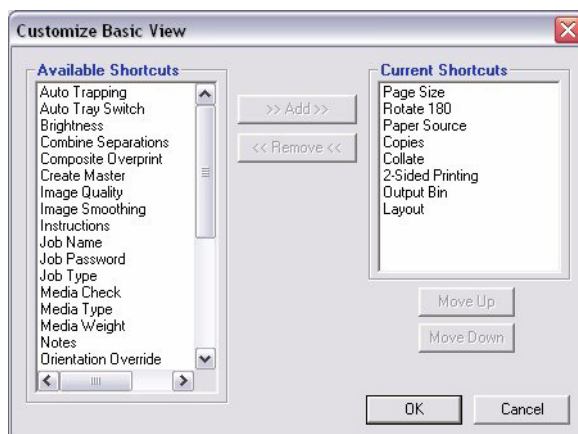 Customize Basic View
Available Shortcuts
Auto Trapping
Auto Tray Switch
Brightness
Combine Separations
Composite Overprint
Create Master
Image Quality
Image Smoothing
Instructions
Job Name
Job Password
Job Type
Media Check
Media Type
Media Weight
Notes
Orientation Override
>> Add >>
<< Remove <<
Current Shortcuts
Page Size
Rotate 180
Paper Source
Copies
Collate
2-Sided Printing
Output Bin
Layout
Move Up
Move Down
OK
Cancel